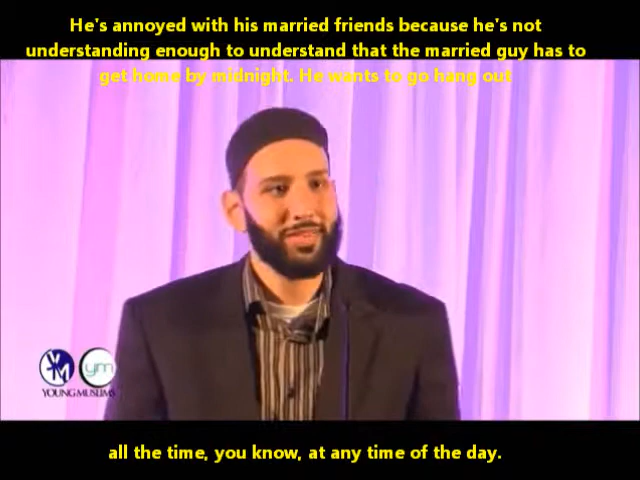 He's annoyed with his married friends because he's not
understanding enough to understand that the married guy has to
get home by midnight. He wants to go hang out
YM
ym
YOUNG MUSLIMS
all the time, you know, at any time of the day.